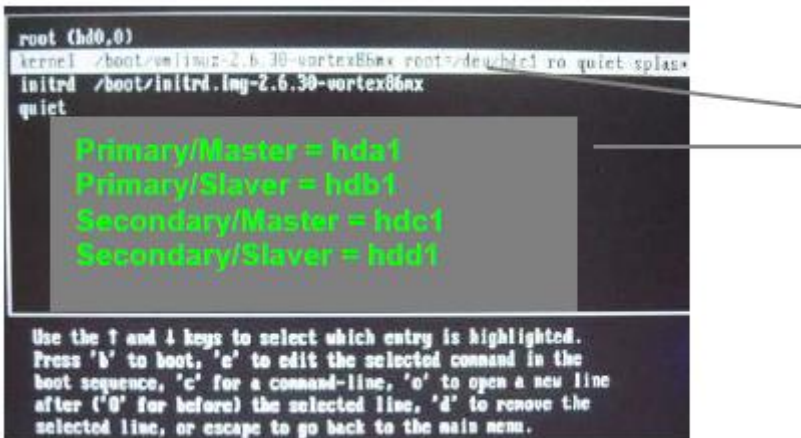 root (hd0,0)
kernel /boot/vmlinuz-2.6.30-vortex86mx root=/dev/hdc1 ro quiet splas
initrd /boot/initrd.img-2.6.30-vortex86mx
quiet
Primary/Master = hda1
Primary/Slaver = hdb1
Secondary/Master = hdc1
Secondary/Slaver = hdd1
Use the ↑ and ↓ keys to select which entry is highlighted.
Press 'b' to boot, 'e' to edit the selected command in the
boot sequence, 'c' for a command-line, 'o' to open a new line
after ('O' for before) the selected line, 'd' to remove the
selected line, or escape to go back to the main menu.